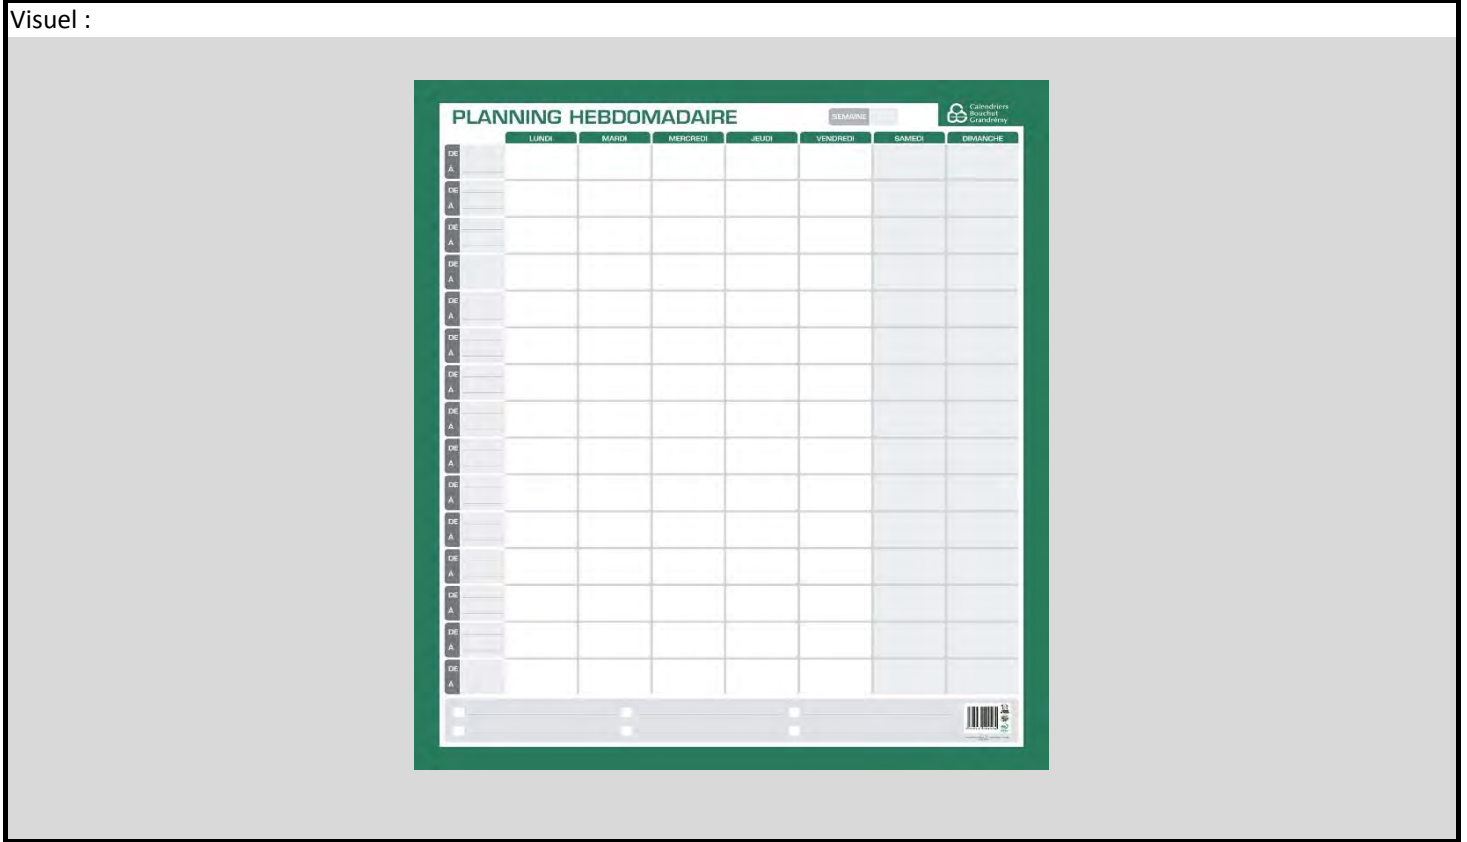 Visuel :
PLANNING HEBDOMADAIRE
SEMAINE
Calendriers
Bouchut
Grandrémy
LUNDI MARDI MERCREDI JEUDI VENDREDI SAMEDI DIMANCHE
DE
À
DE
À
DE
À
DE
À
DE
À
DE
À
DE
À
DE
À
DE
À
DE
À
DE
À
DE
À
DE
À
DE
À
DE
À